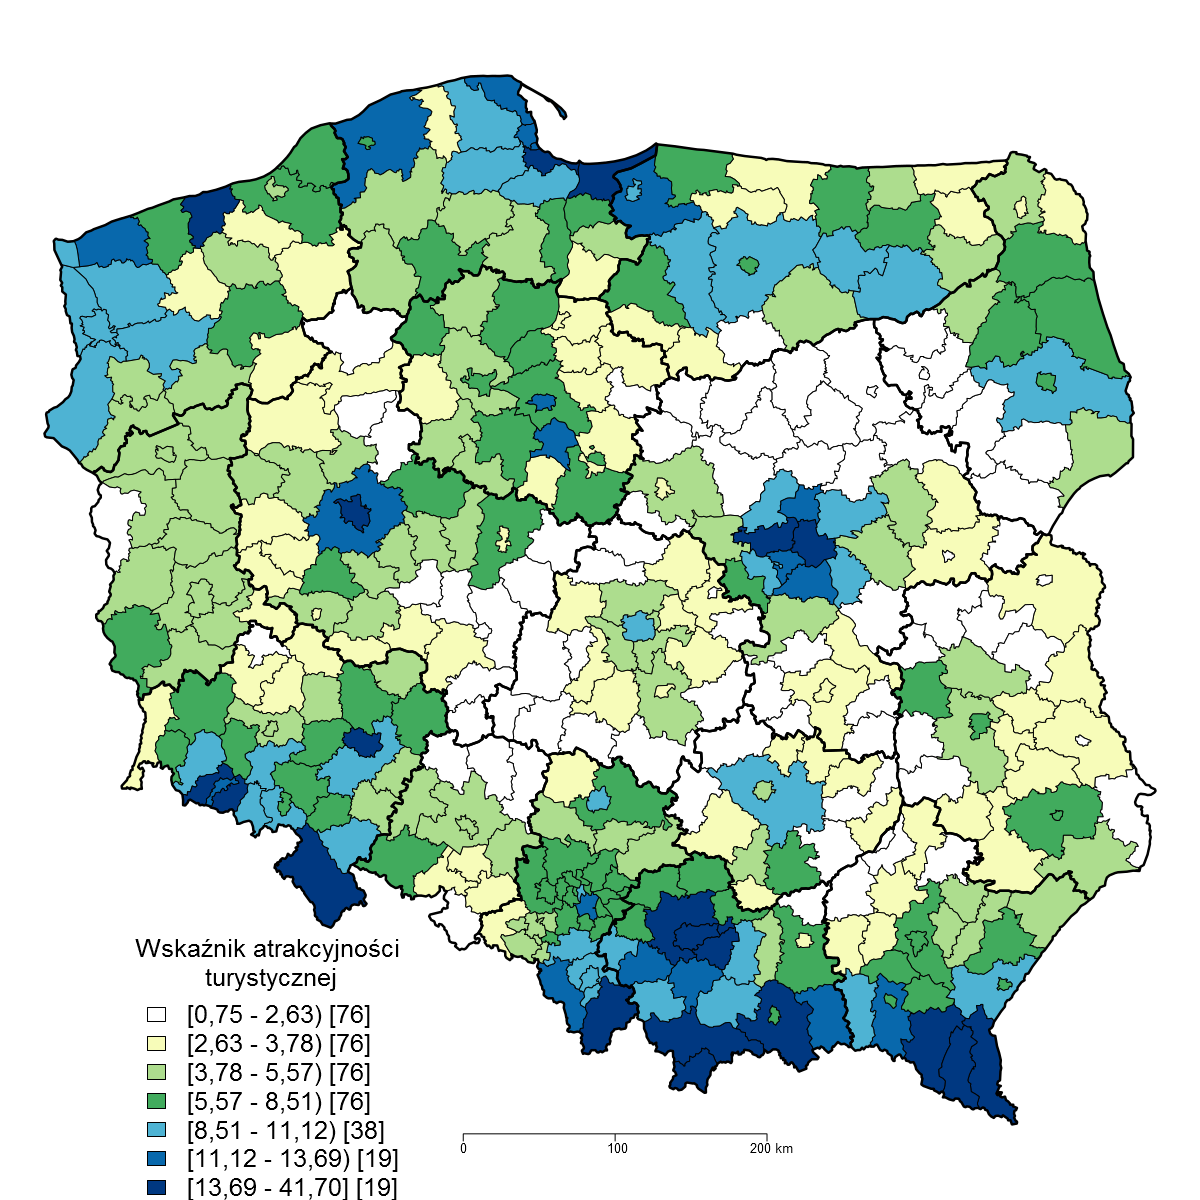 Wskaźnik atrakcyjności
turystycznej
[0,75 - 2,63) [76]
[2,63 - 3,78) [76]
[3,78 - 5,57) [76]
[5,57 - 8,51) [76]
[8,51 - 11,12) [38]
[11,12 - 13,69) [19]
[13,69 - 41,70] [19]
0 100 200 km